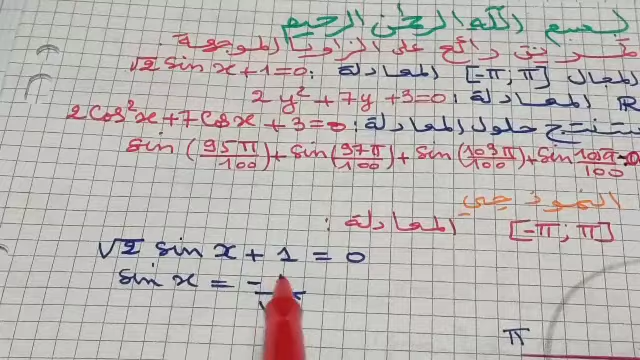 بسم الله الرحمن الرحيم
تمرين رائع على الزوايا الموجهة
المجال [-π ; π] المعادلة: √2 sin x + 1 = 0
R المعادلة: 2y² + 7y + 3 = 0
استنتج حلول المعادلة: 2cos²x + 7cos x + 3 = 0
sin(95π/100) + sin(97π/100) + sin(103π/100) + sin 105π/100 = 0
[-π ; π] المعادلة:
√2 sin x + 1 = 0
sin x = -
π